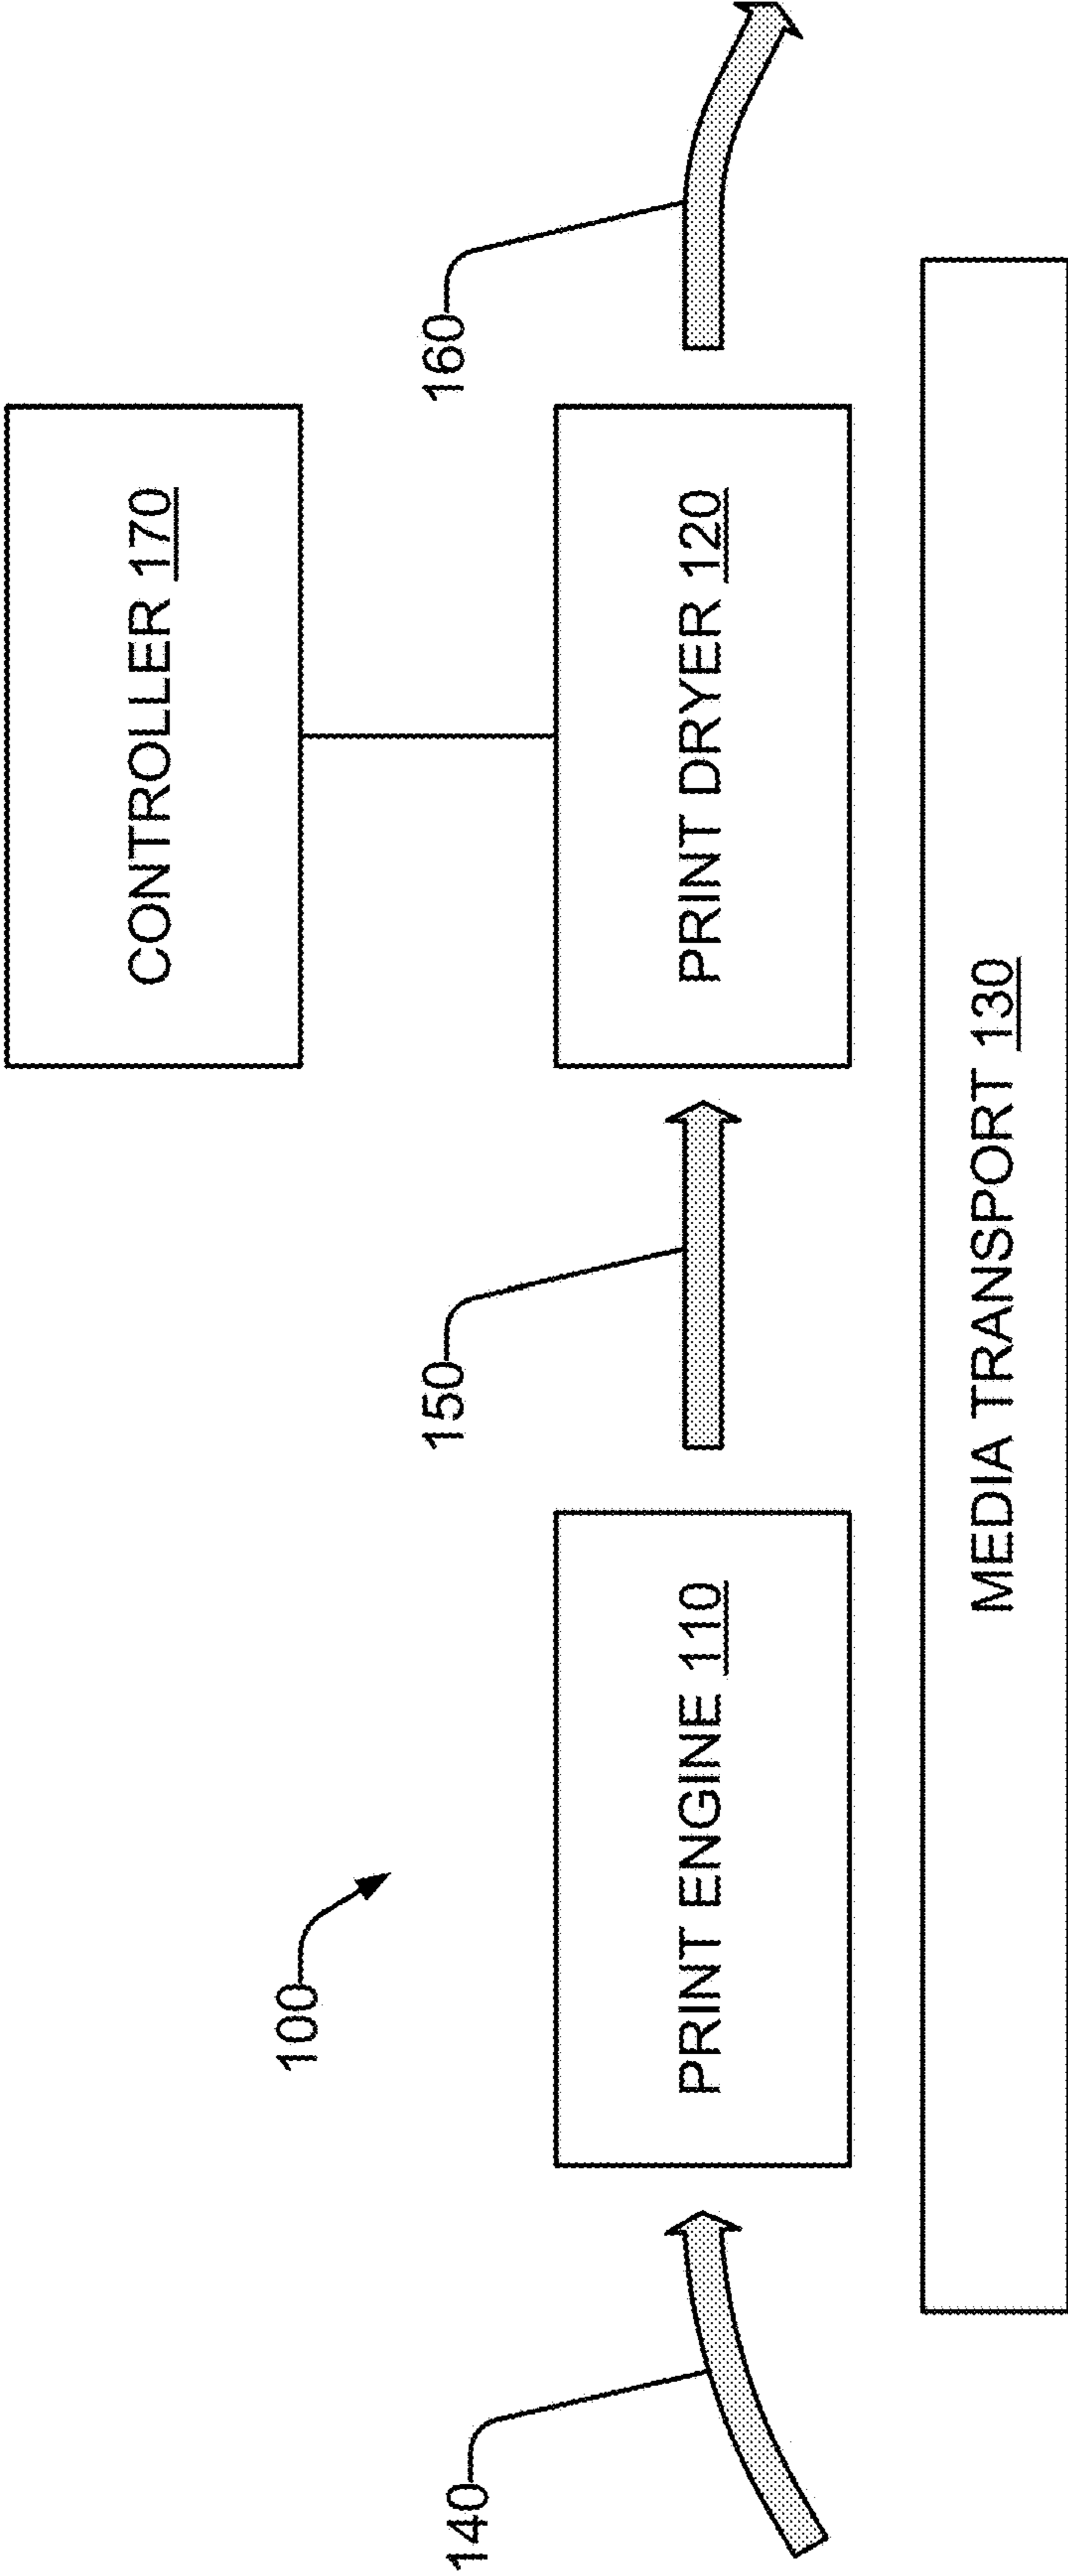 CONTROLLER 170
100
160
150
140
PRINT ENGINE 110
PRINT DRYER 120
MEDIA TRANSPORT 130